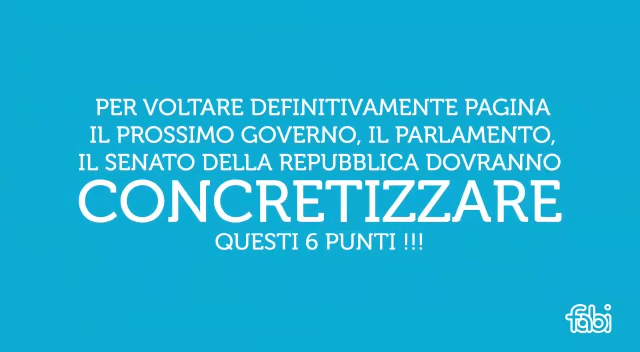 PER VOLTARE DEFINITIVAMENTE PAGINA
IL PROSSIMO GOVERNO, IL PARLAMENTO,
IL SENATO DELLA REPUBBLICA DOVRANNO
CONCRETIZZARE
QUESTI 6 PUNTI !!!
fabi